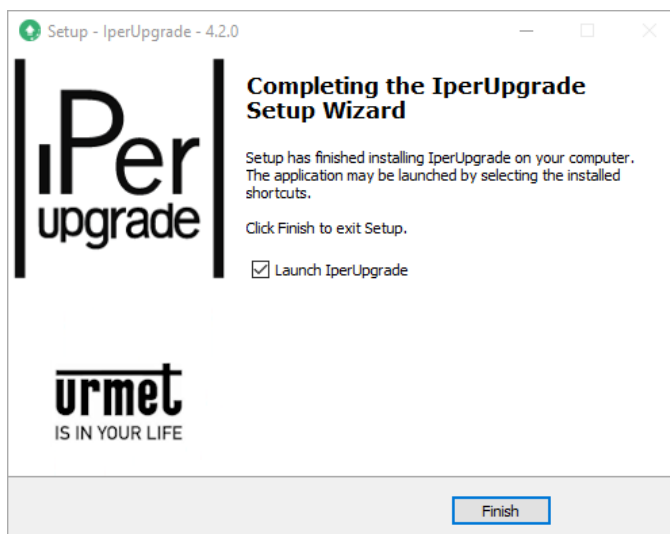 Setup - IperUpgrade - 4.2.0
iPer
upgrade
Completing the IperUpgrade
Setup Wizard
Setup has finished installing IperUpgrade on your computer.
The application may be launched by selecting the installed
shortcuts.
Click Finish to exit Setup.
Launch IperUpgrade
urmet
IS IN YOUR LIFE
Finish